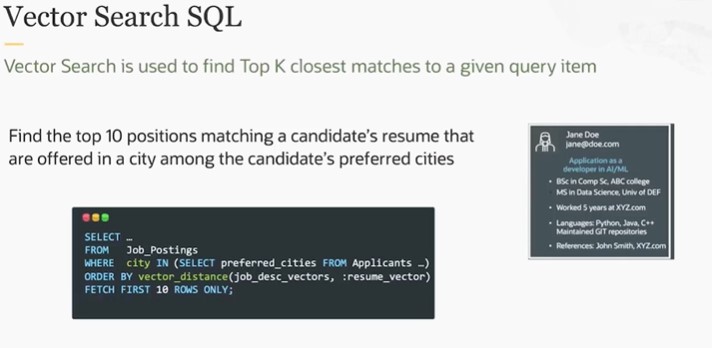 Vector Search SQL
Vector Search is used to find Top K closest matches to a given query item
Find the top 10 positions matching a candidate's resume that
are offered in a city among the candidate's preferred cities
SELECT …
FROM Job_Postings
WHERE city IN (SELECT preferred_cities FROM Applicants …)
ORDER BY vector_distance(job_desc_vectors, :resume_vector)
FETCH FIRST 10 ROWS ONLY;
Jane Doe
jane@doe.com
Application as a
developer in AI/ML
• BSc in Comp Sc, ABC college
MS in Data Science, Univ of DEF
• Worked 5 years at XYZ.com
• Languages: Python, Java, C++
Maintained GIT repositories
• References: John Smith, XYZ.com